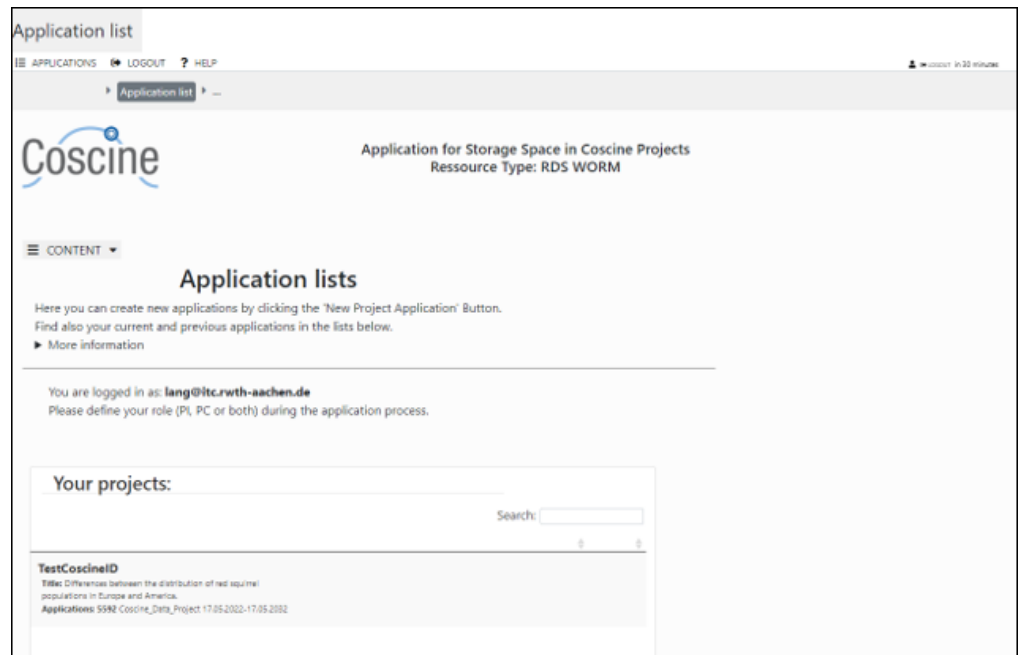 Application list
APPLICATIONS LOGOUT ? HELP
LOGOUT in 30 minutes
Application list ...
Coscine
Application for Storage Space in Coscine Projects
Ressource Type: RDS WORM
CONTENT
Application lists
Here you can create new applications by clicking the 'New Project Application' Button.
Find also your current and previous applications in the lists below.
More information
You are logged in as: lang@itc.rwth-aachen.de
Please define your role (PI, PC or both) during the application process.
Your projects:
Search:
TestCoscineID
Title: Differences between the distribution of red squirrel
populations in Europe and America.
Applications: 5592 Coscine_Data_Project 17.05.2022-17.05.2032